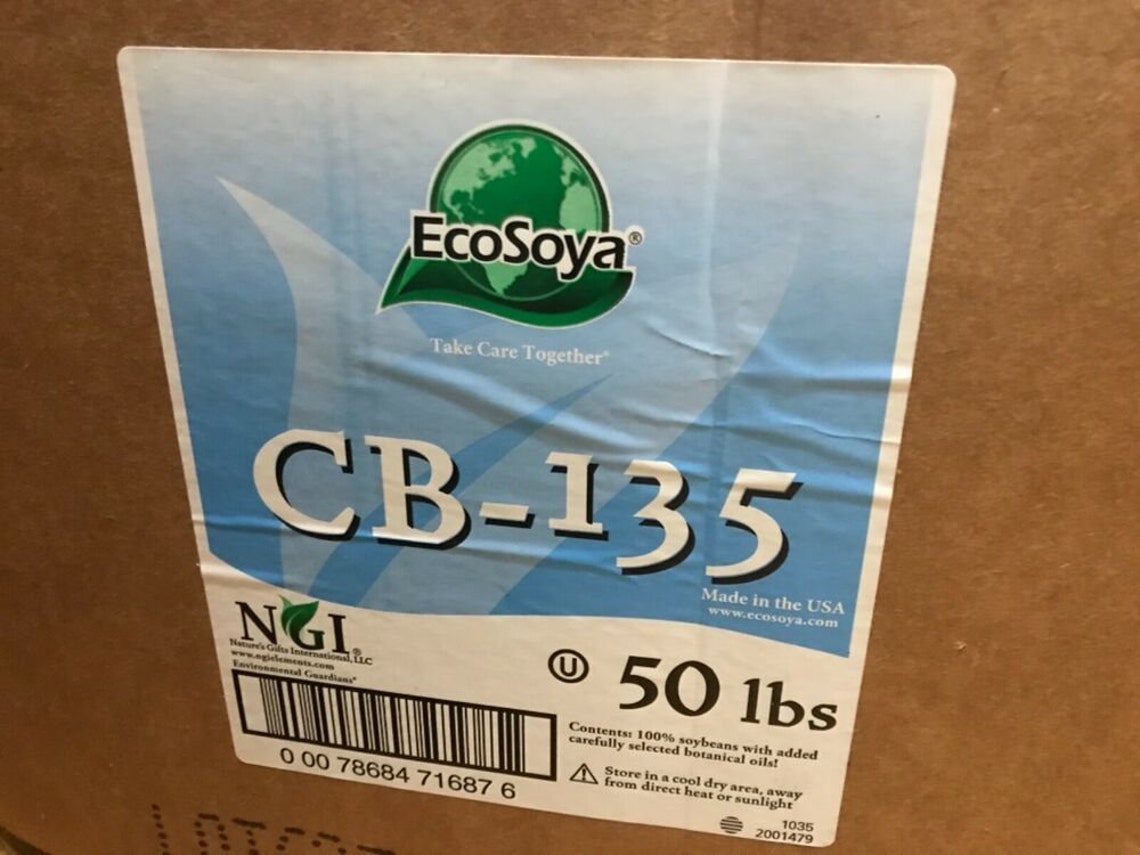 EcoSoya®
Take Care Together®
CB-135
Made in the USA
www.ecosoya.com
NGI®
Nature's Gifts International, LLC
www.ngielements.com
Environmental Guardians®
U 50 lbs
Contents: 100% soybeans with added
carefully selected botanical oils!
Store in a cool dry area, away
from direct heat or sunlight
0 00 78684 71687 6
1035
2001479